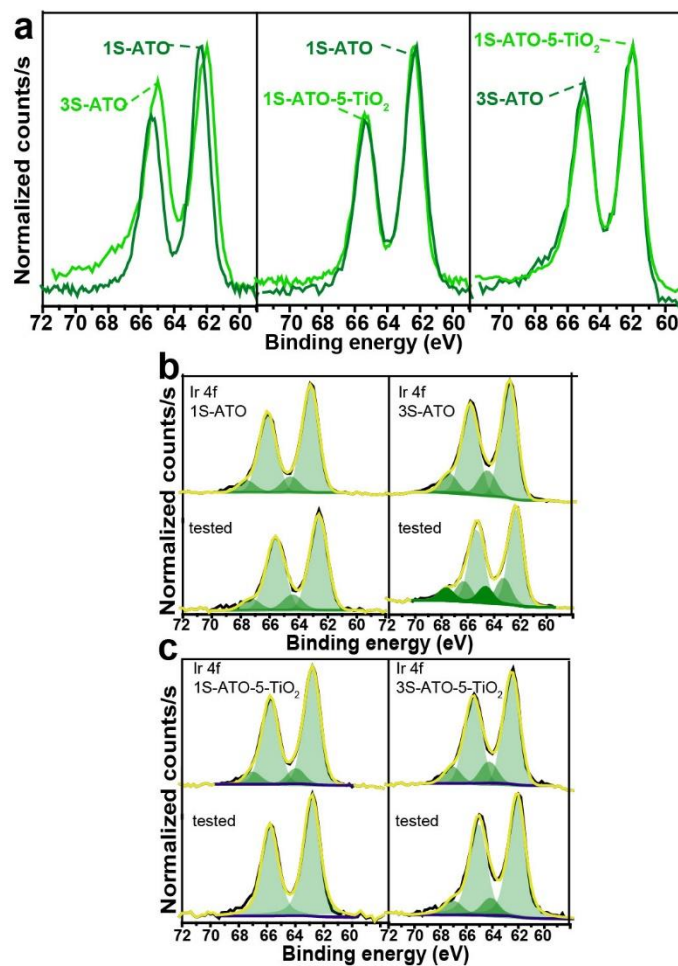 a
Normalized counts/s
1S-ATO
3S-ATO
1S-ATO
1S-ATO-5-TiO₂
1S-ATO-5-TiO₂
3S-ATO
72 70 68 66 64 62 60
70 68 66 64 62 60
70 68 66 64 62 60
Binding energy (eV)
b
Normalized counts/s
Ir 4f
1S-ATO
tested
Ir 4f
3S-ATO
tested
72 70 68 66 64 62 60
72 70 68 66 64 62 60
Binding energy (eV)
c
Normalized counts/s
Ir 4f
1S-ATO-5-TiO₂
tested
Ir 4f
3S-ATO-5-TiO₂
tested
72 70 68 66 64 62 60
72 70 68 66 64 62 60
Binding energy (eV)